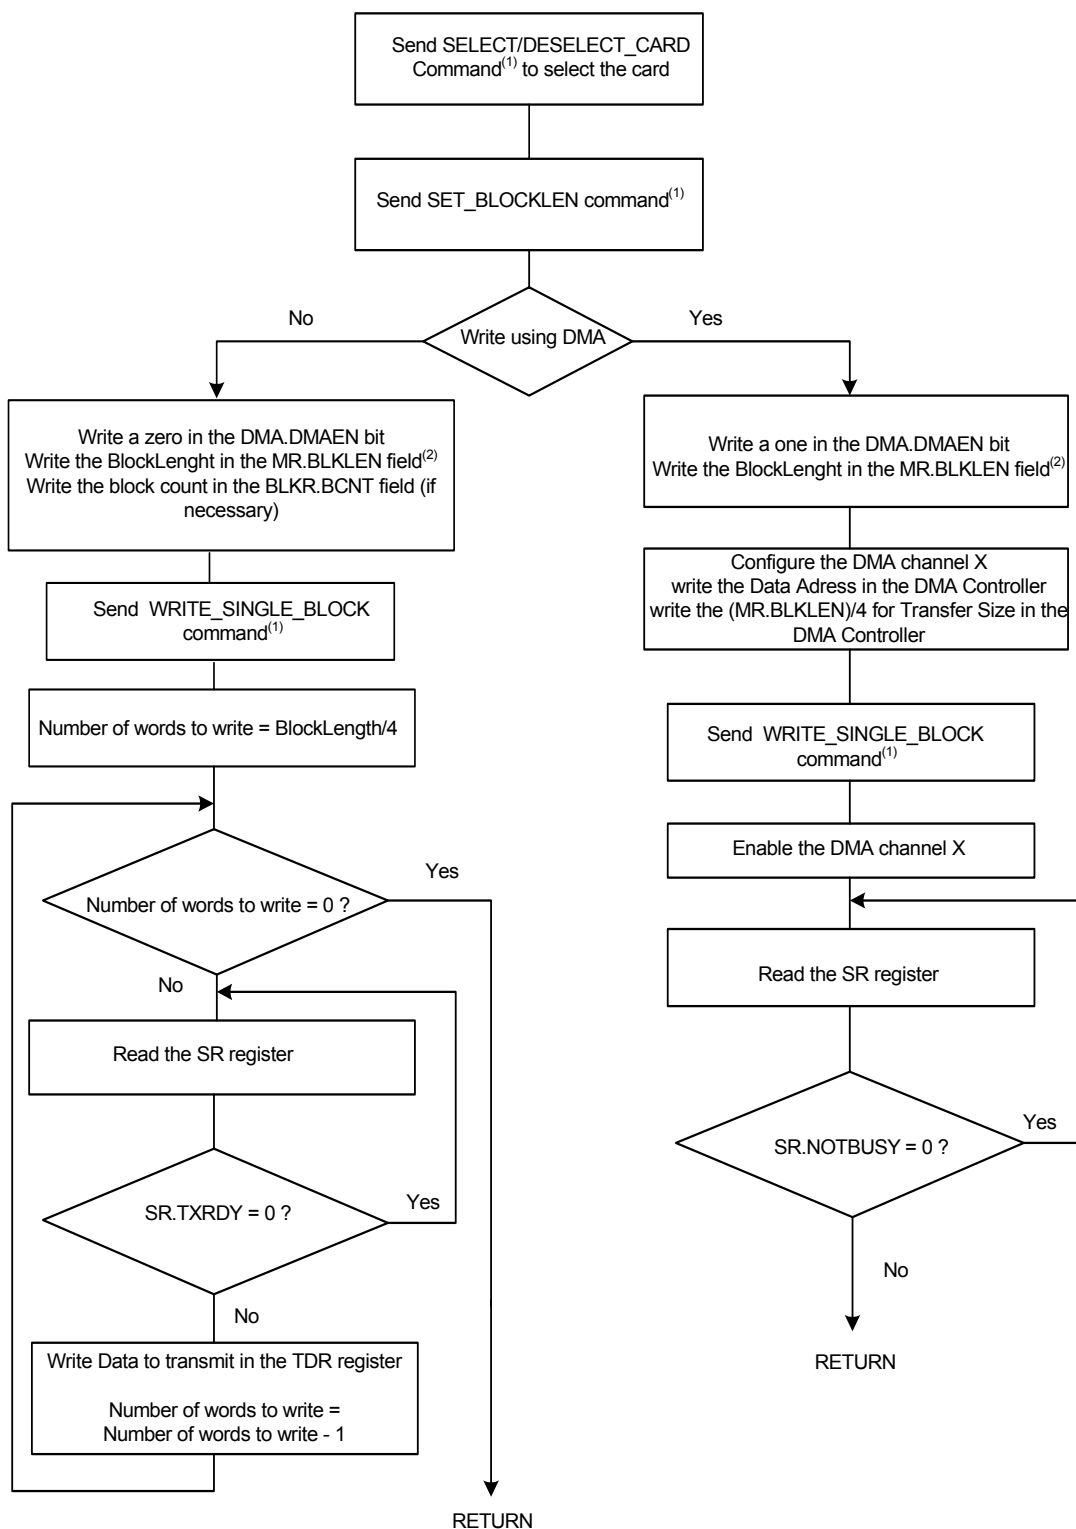 Send SELECT/DESELECT_CARD
Command(1) to select the card
Send SET_BLOCKLEN command(1)
No
Yes
Write using DMA
Write a zero in the DMA.DMAEN bit
Write the BlockLenght in the MR.BLKLEN field(2)
Write the block count in the BLKR.BCNT field (if
necessary)
Send WRITE_SINGLE_BLOCK
command(1)
Number of words to write = BlockLength/4
Number of words to write = 0 ?
Yes
No
Read the SR register
SR.TXRDY = 0 ?
Yes
No
Write Data to transmit in the TDR register
Number of words to write =
Number of words to write - 1
RETURN
Write a one in the DMA.DMAEN bit
Write the BlockLenght in the MR.BLKLEN field(2)
Configure the DMA channel X
write the Data Adress in the DMA Controller
write the (MR.BLKLEN)/4 for Transfer Size in the
DMA Controller
Send WRITE_SINGLE_BLOCK
command(1)
Enable the DMA channel X
Read the SR register
SR.NOTBUSY = 0 ?
Yes
No
RETURN